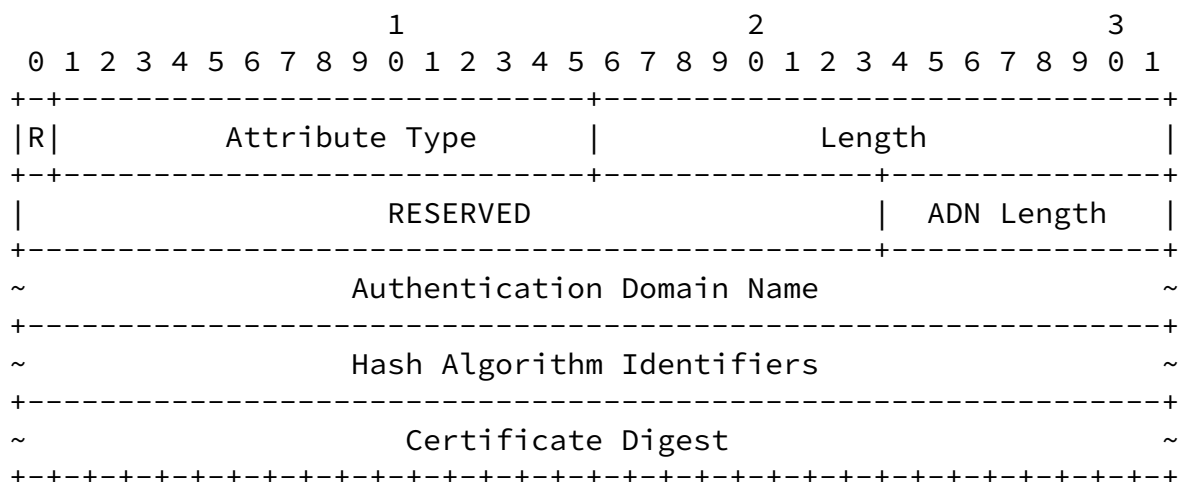 1                   2                   3
 0 1 2 3 4 5 6 7 8 9 0 1 2 3 4 5 6 7 8 9 0 1 2 3 4 5 6 7 8 9 0 1
+-+-----------------------------+-------------------------------+
|R|         Attribute Type      |            Length             |
+-+-----------------------------+---------------+---------------+
|                    RESERVED                   |  ADN Length   |
+-----------------------------------------------+---------------+
~                  Authentication Domain Name                   ~
+---------------------------------------------------------------+
~                  Hash Algorithm Identifiers                   ~
+---------------------------------------------------------------+
~                     Certificate Digest                        ~
+-+-+-+-+-+-+-+-+-+-+-+-+-+-+-+-+-+-+-+-+-+-+-+-+-+-+-+-+-+-+-+-+